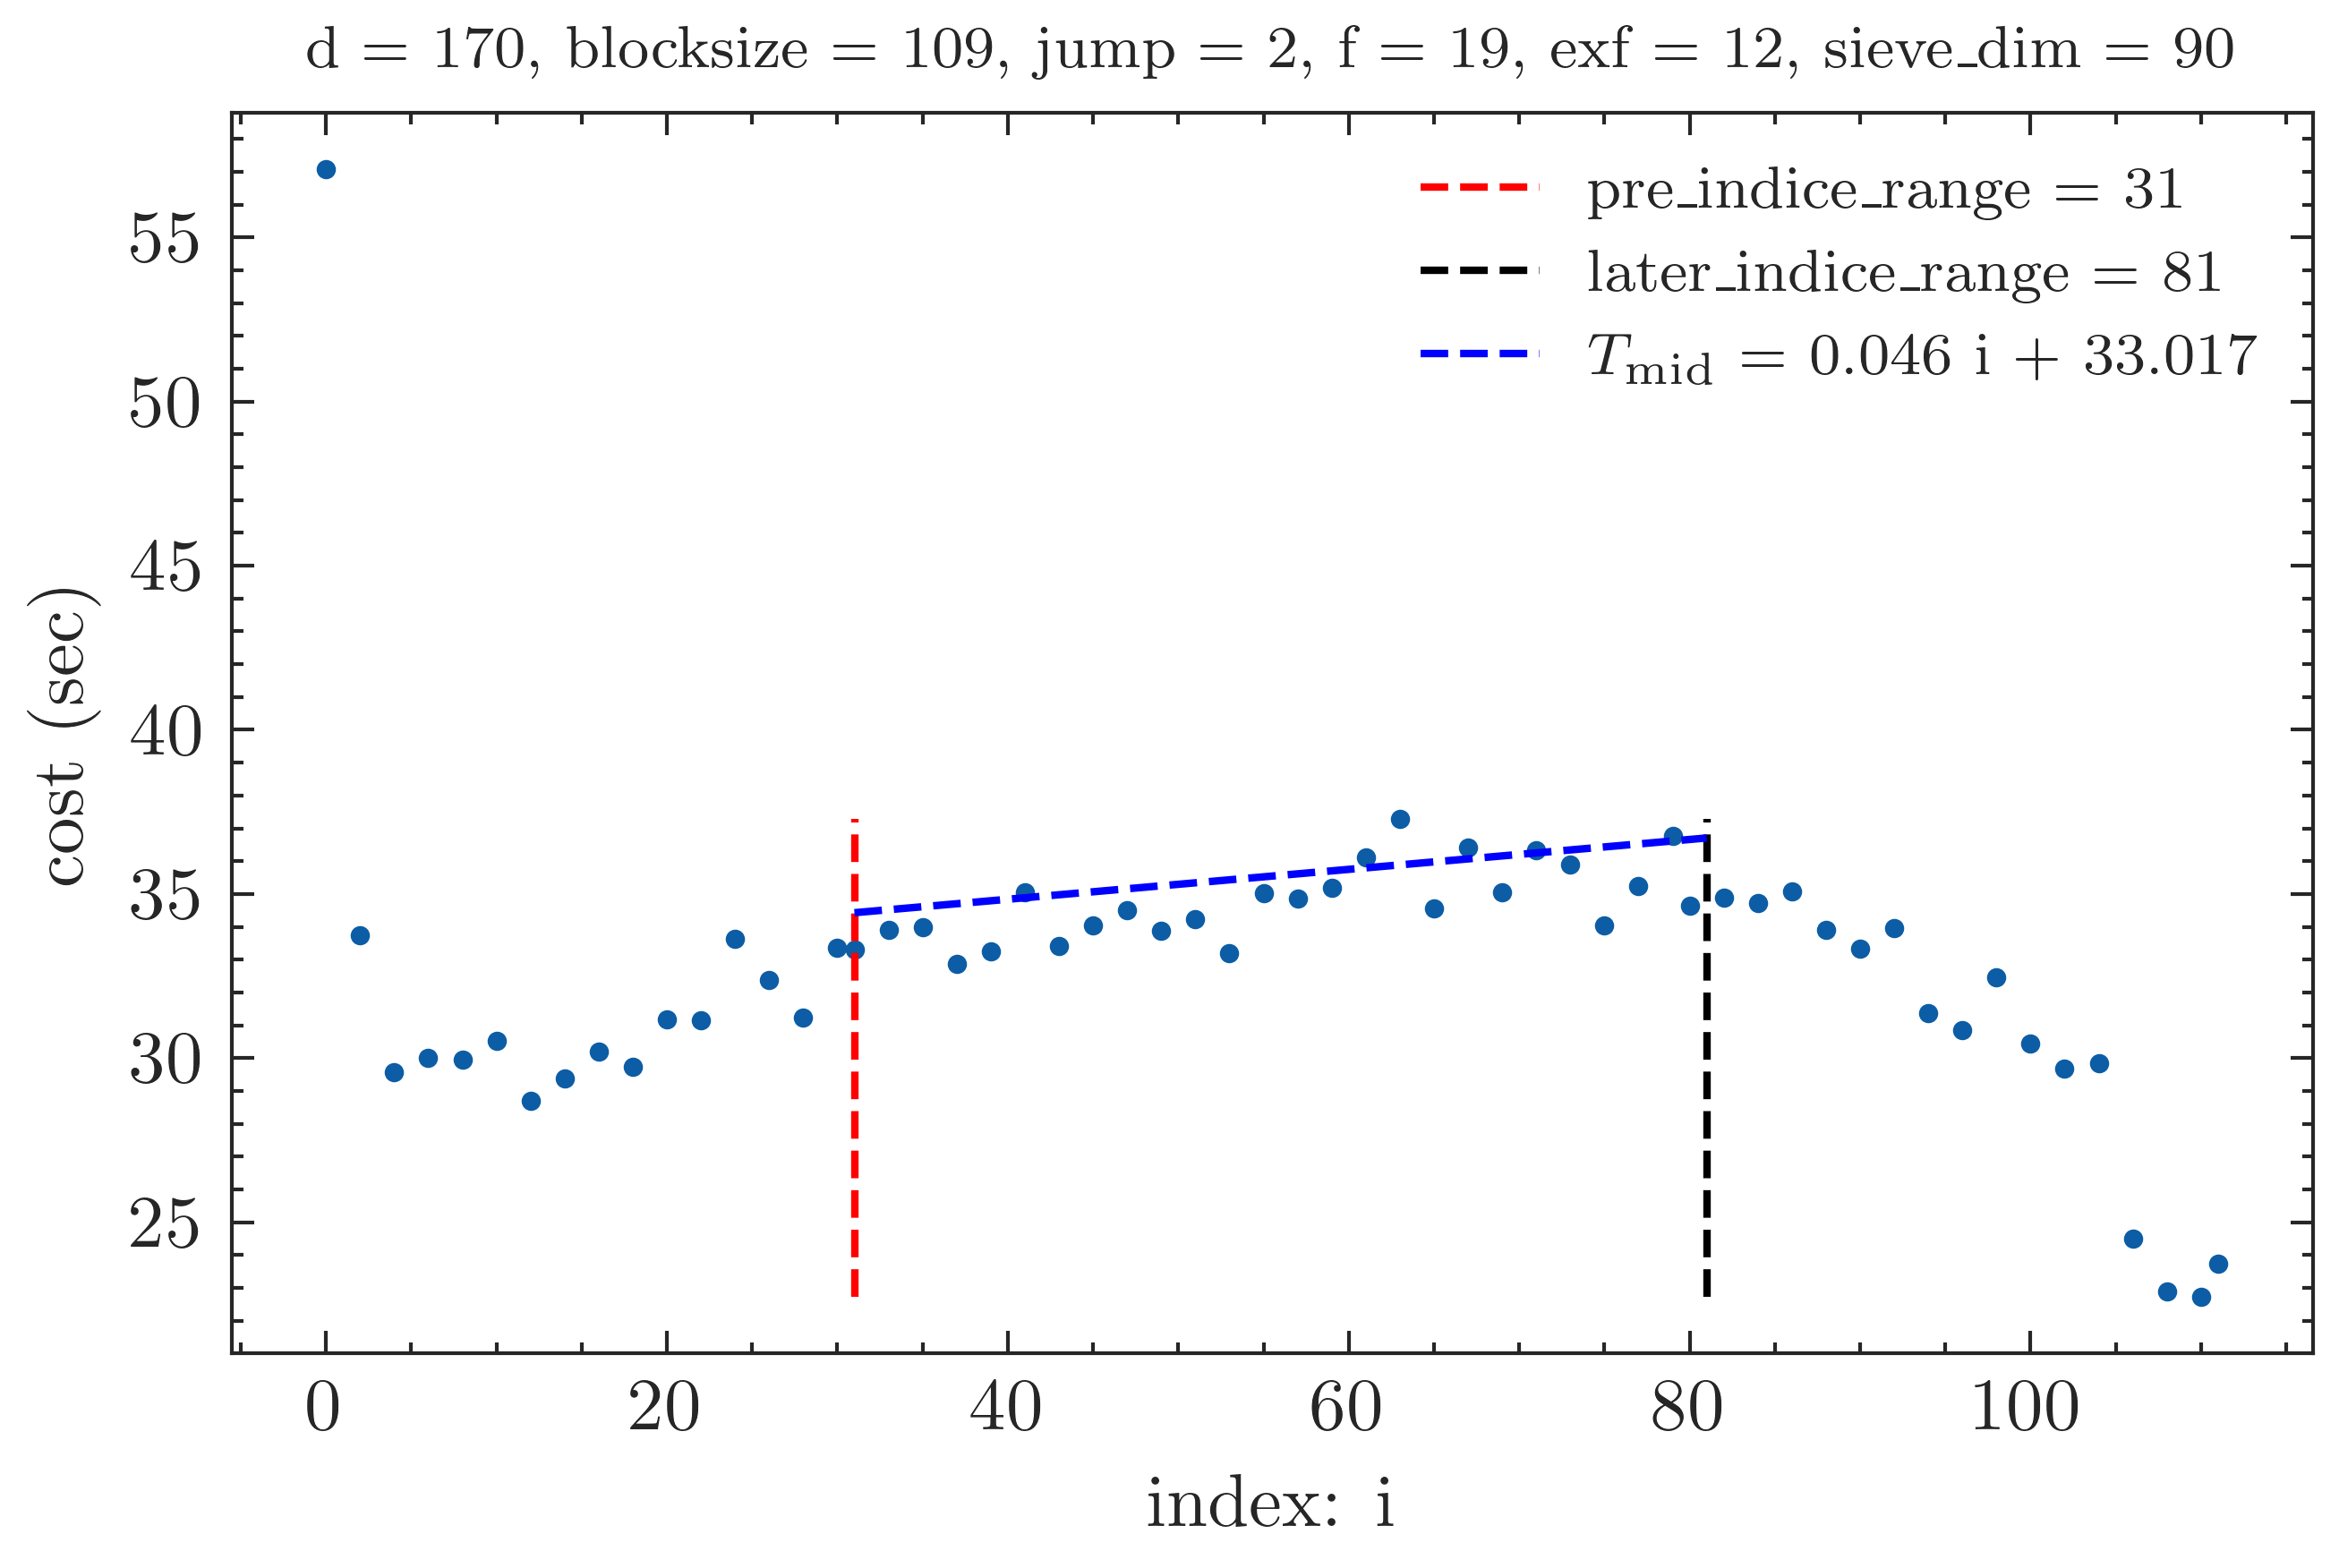 d = 170, blocksize = 109, jump = 2, f = 19, exf = 12, sieve_dim = 90
pre_indice_range = 31
later_indice_range = 81
T_mid = 0.046 i + 33.017
55
50
45
40
35
30
25
cost (sec)
0 20 40 60 80 100
index: i